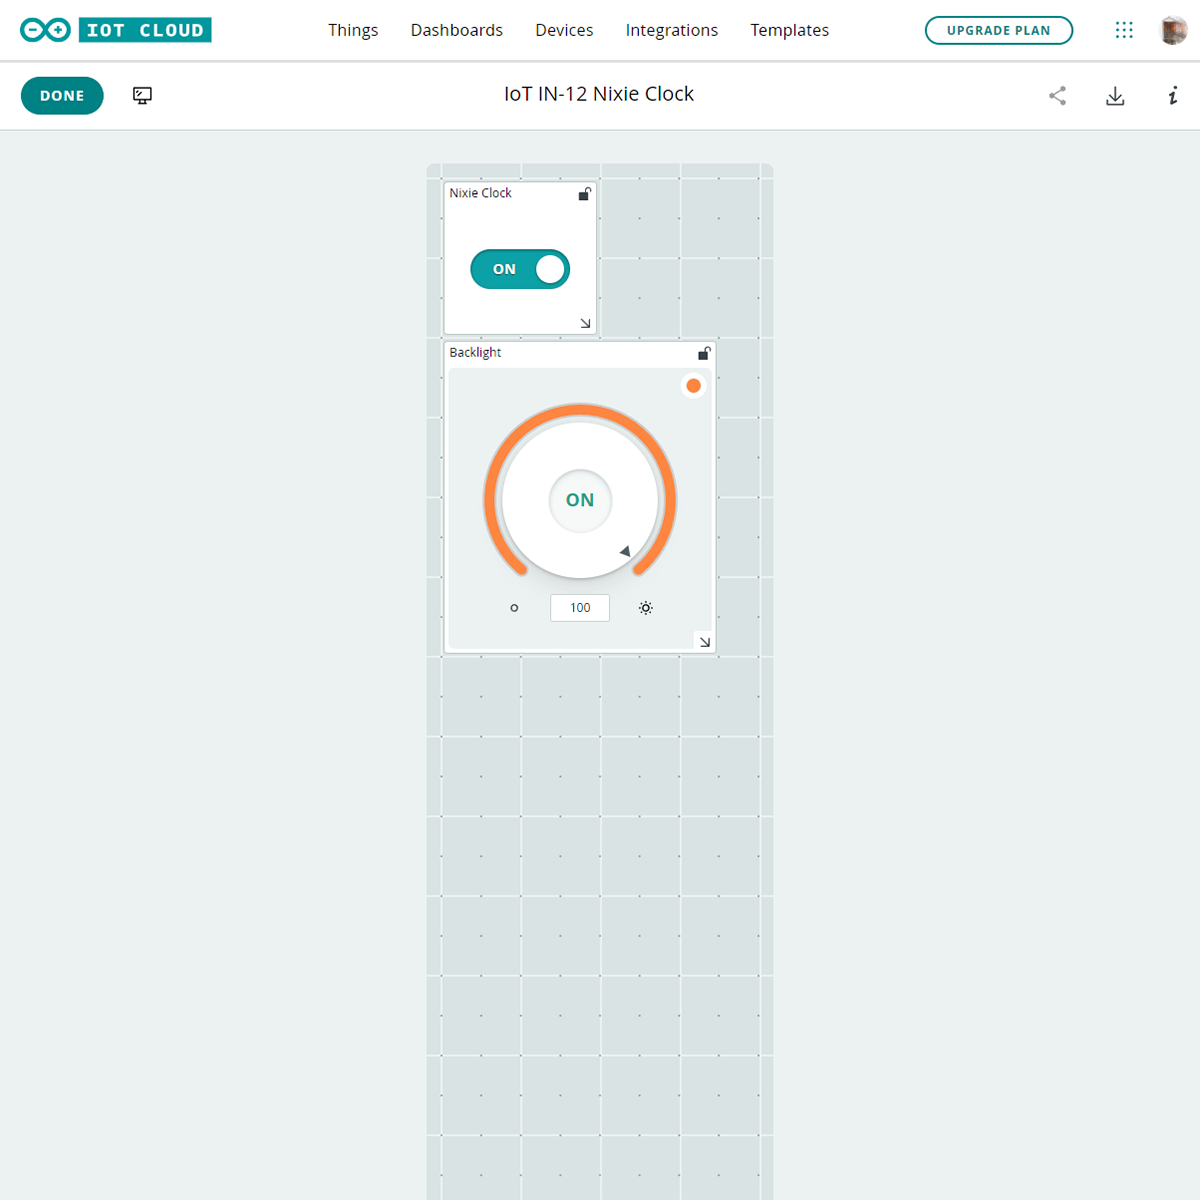 IOT CLOUD
Things Dashboards Devices Integrations Templates UPGRADE PLAN
DONE
IoT IN-12 Nixie Clock
Nixie Clock
ON
Backlight
ON
100